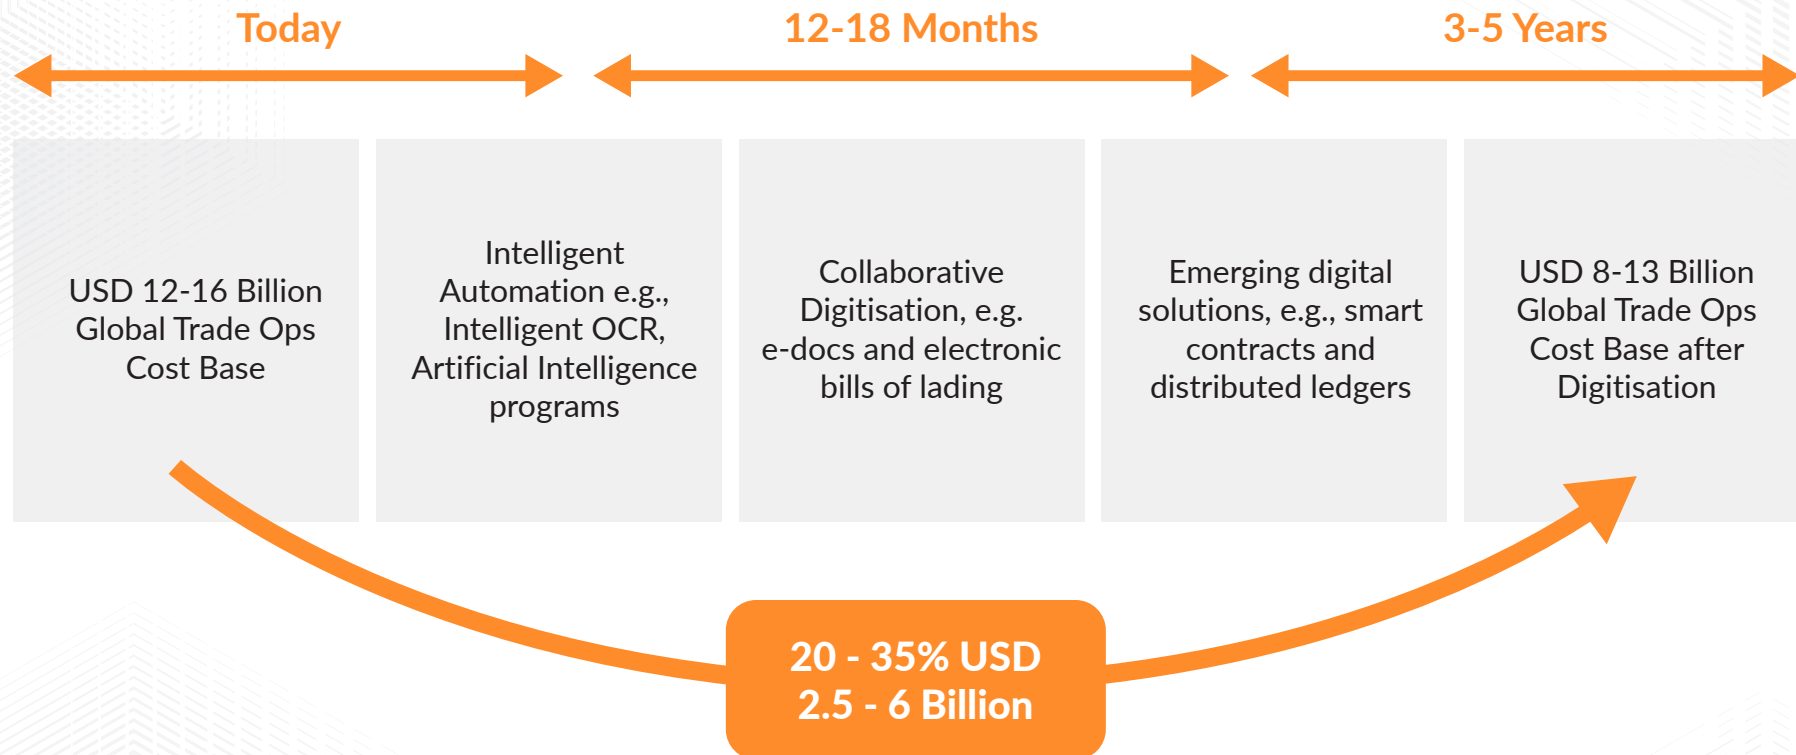 Today
12-18 Months
3-5 Years
USD 12-16 Billion
Global Trade Ops
Cost Base
Intelligent
Automation e.g.,
Intelligent OCR,
Artificial Intelligence
programs
Collaborative
Digitisation, e.g.
e-docs and electronic
bills of lading
Emerging digital
solutions, e.g., smart
contracts and
distributed ledgers
USD 8-13 Billion
Global Trade Ops
Cost Base after
Digitisation
20 - 35% USD
2.5 - 6 Billion